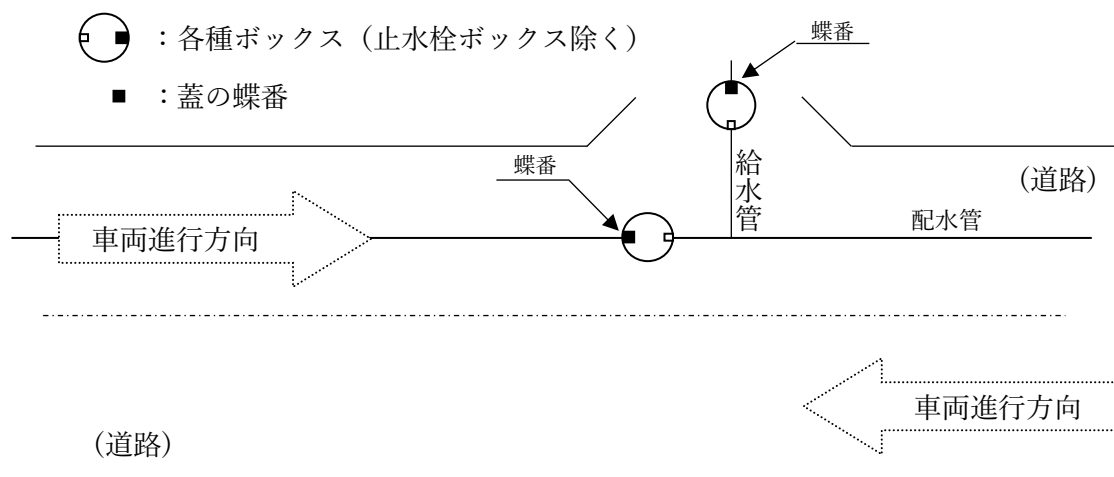 ：各種ボックス（止水栓ボックス除く）
■ ：蓋の蝶番
蝶番
蝶番
給水管
（道路）
車両進行方向
配水管
車両進行方向
（道路）